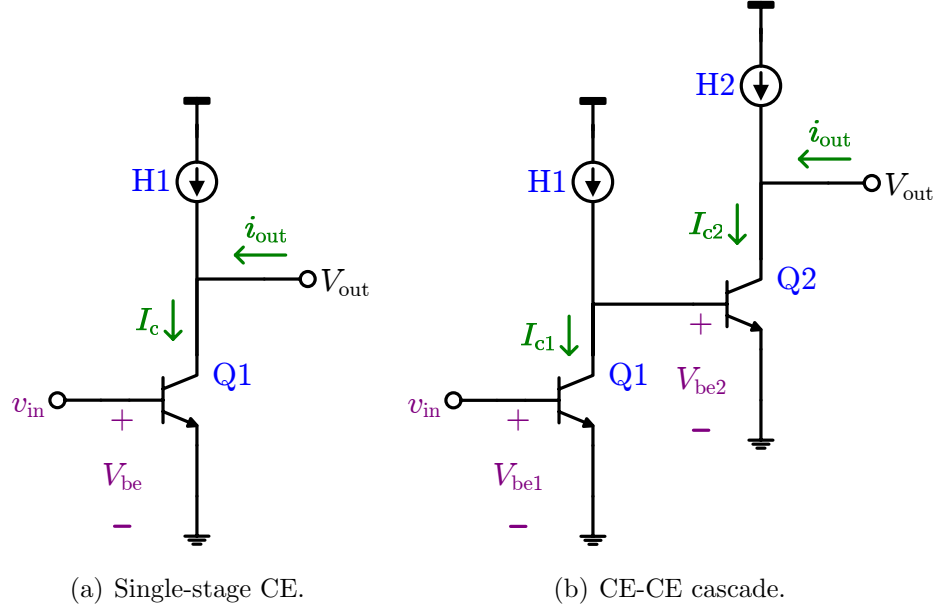 H1
i_out
V_out
I_c
Q1
v_in
+
V_be
−
(a) Single-stage CE.
H2
i_out
V_out
H1
I_c2
Q2
+
I_c1
V_be2
Q1
−
v_in
+
V_be1
−
(b) CE-CE cascade.